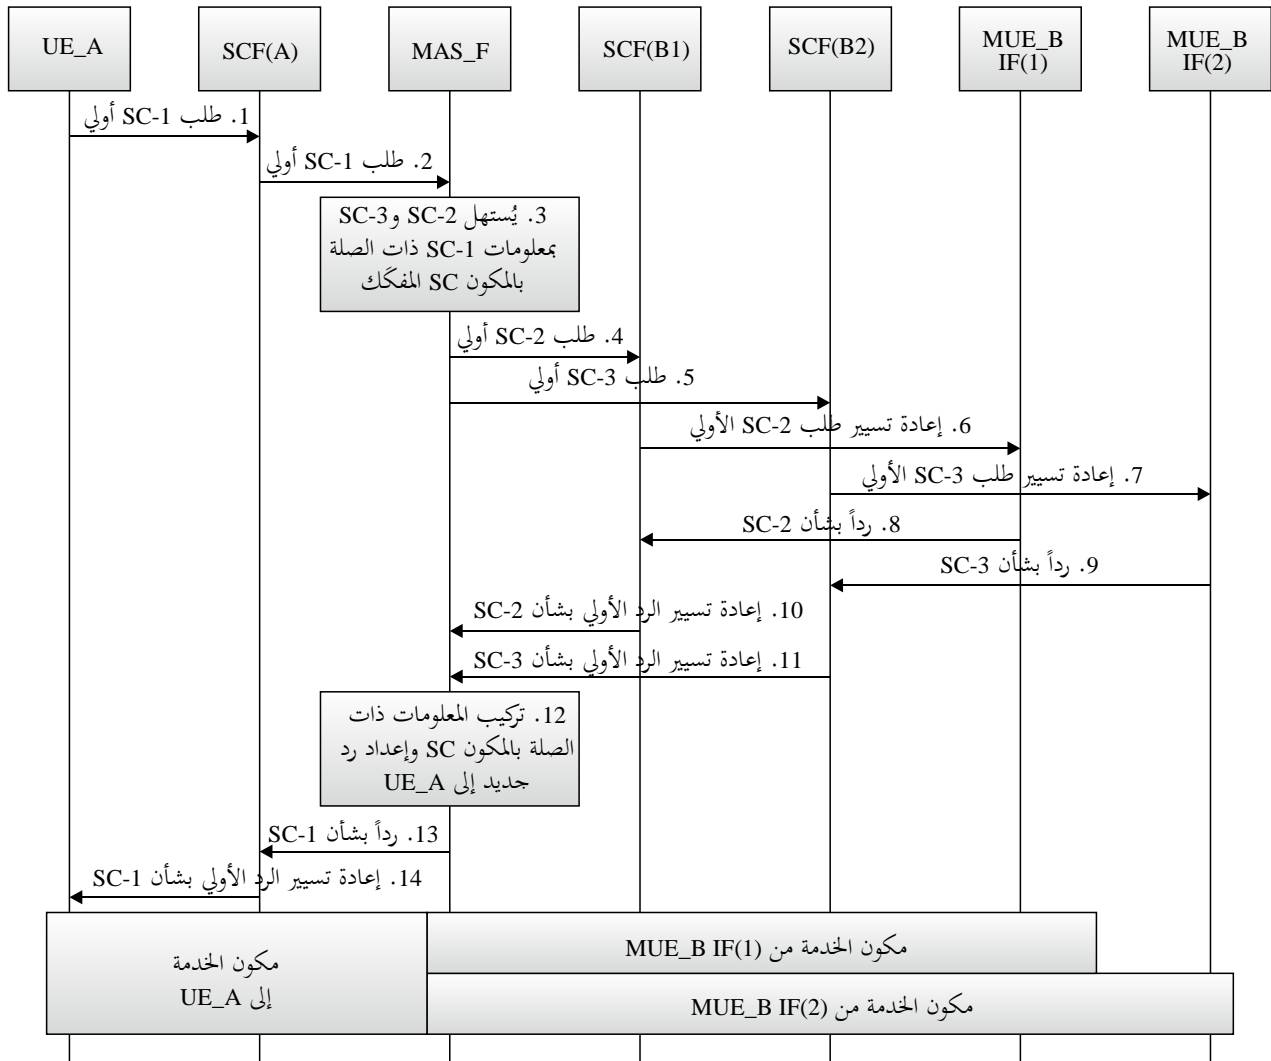 UE_A
SCF(A)
MAS_F
SCF(B1)
SCF(B2)
MUE_B
IF(1)
MUE_B
IF(2)
1. طلب SC-1 أولي
2. طلب SC-1 أولي
3. يُستهل SC-2 وSC-3
بمعلومات SC-1 ذات الصلة
بالمكون SC المفكَك
4. طلب SC-2 أولي
5. طلب SC-3 أولي
6. إعادة تسيير طلب SC-2 الأولي
7. إعادة تسيير طلب SC-3 الأولي
8. رداً بشأن SC-2
9. رداً بشأن SC-3
10. إعادة تسيير الرد الأولي بشأن SC-2
11. إعادة تسيير الرد الأولي بشأن SC-3
12. تركيب المعلومات ذات
الصلة بالمكون SC وإعداد رد
جديد إلى UE_A
13. رداً بشأن SC-1
14. إعادة تسيير الرد الأولي بشأن SC-1
مكون الخدمة من MUE_B IF(1)
مكون الخدمة
إلى UE_A
مكون الخدمة من MUE_B IF(2)